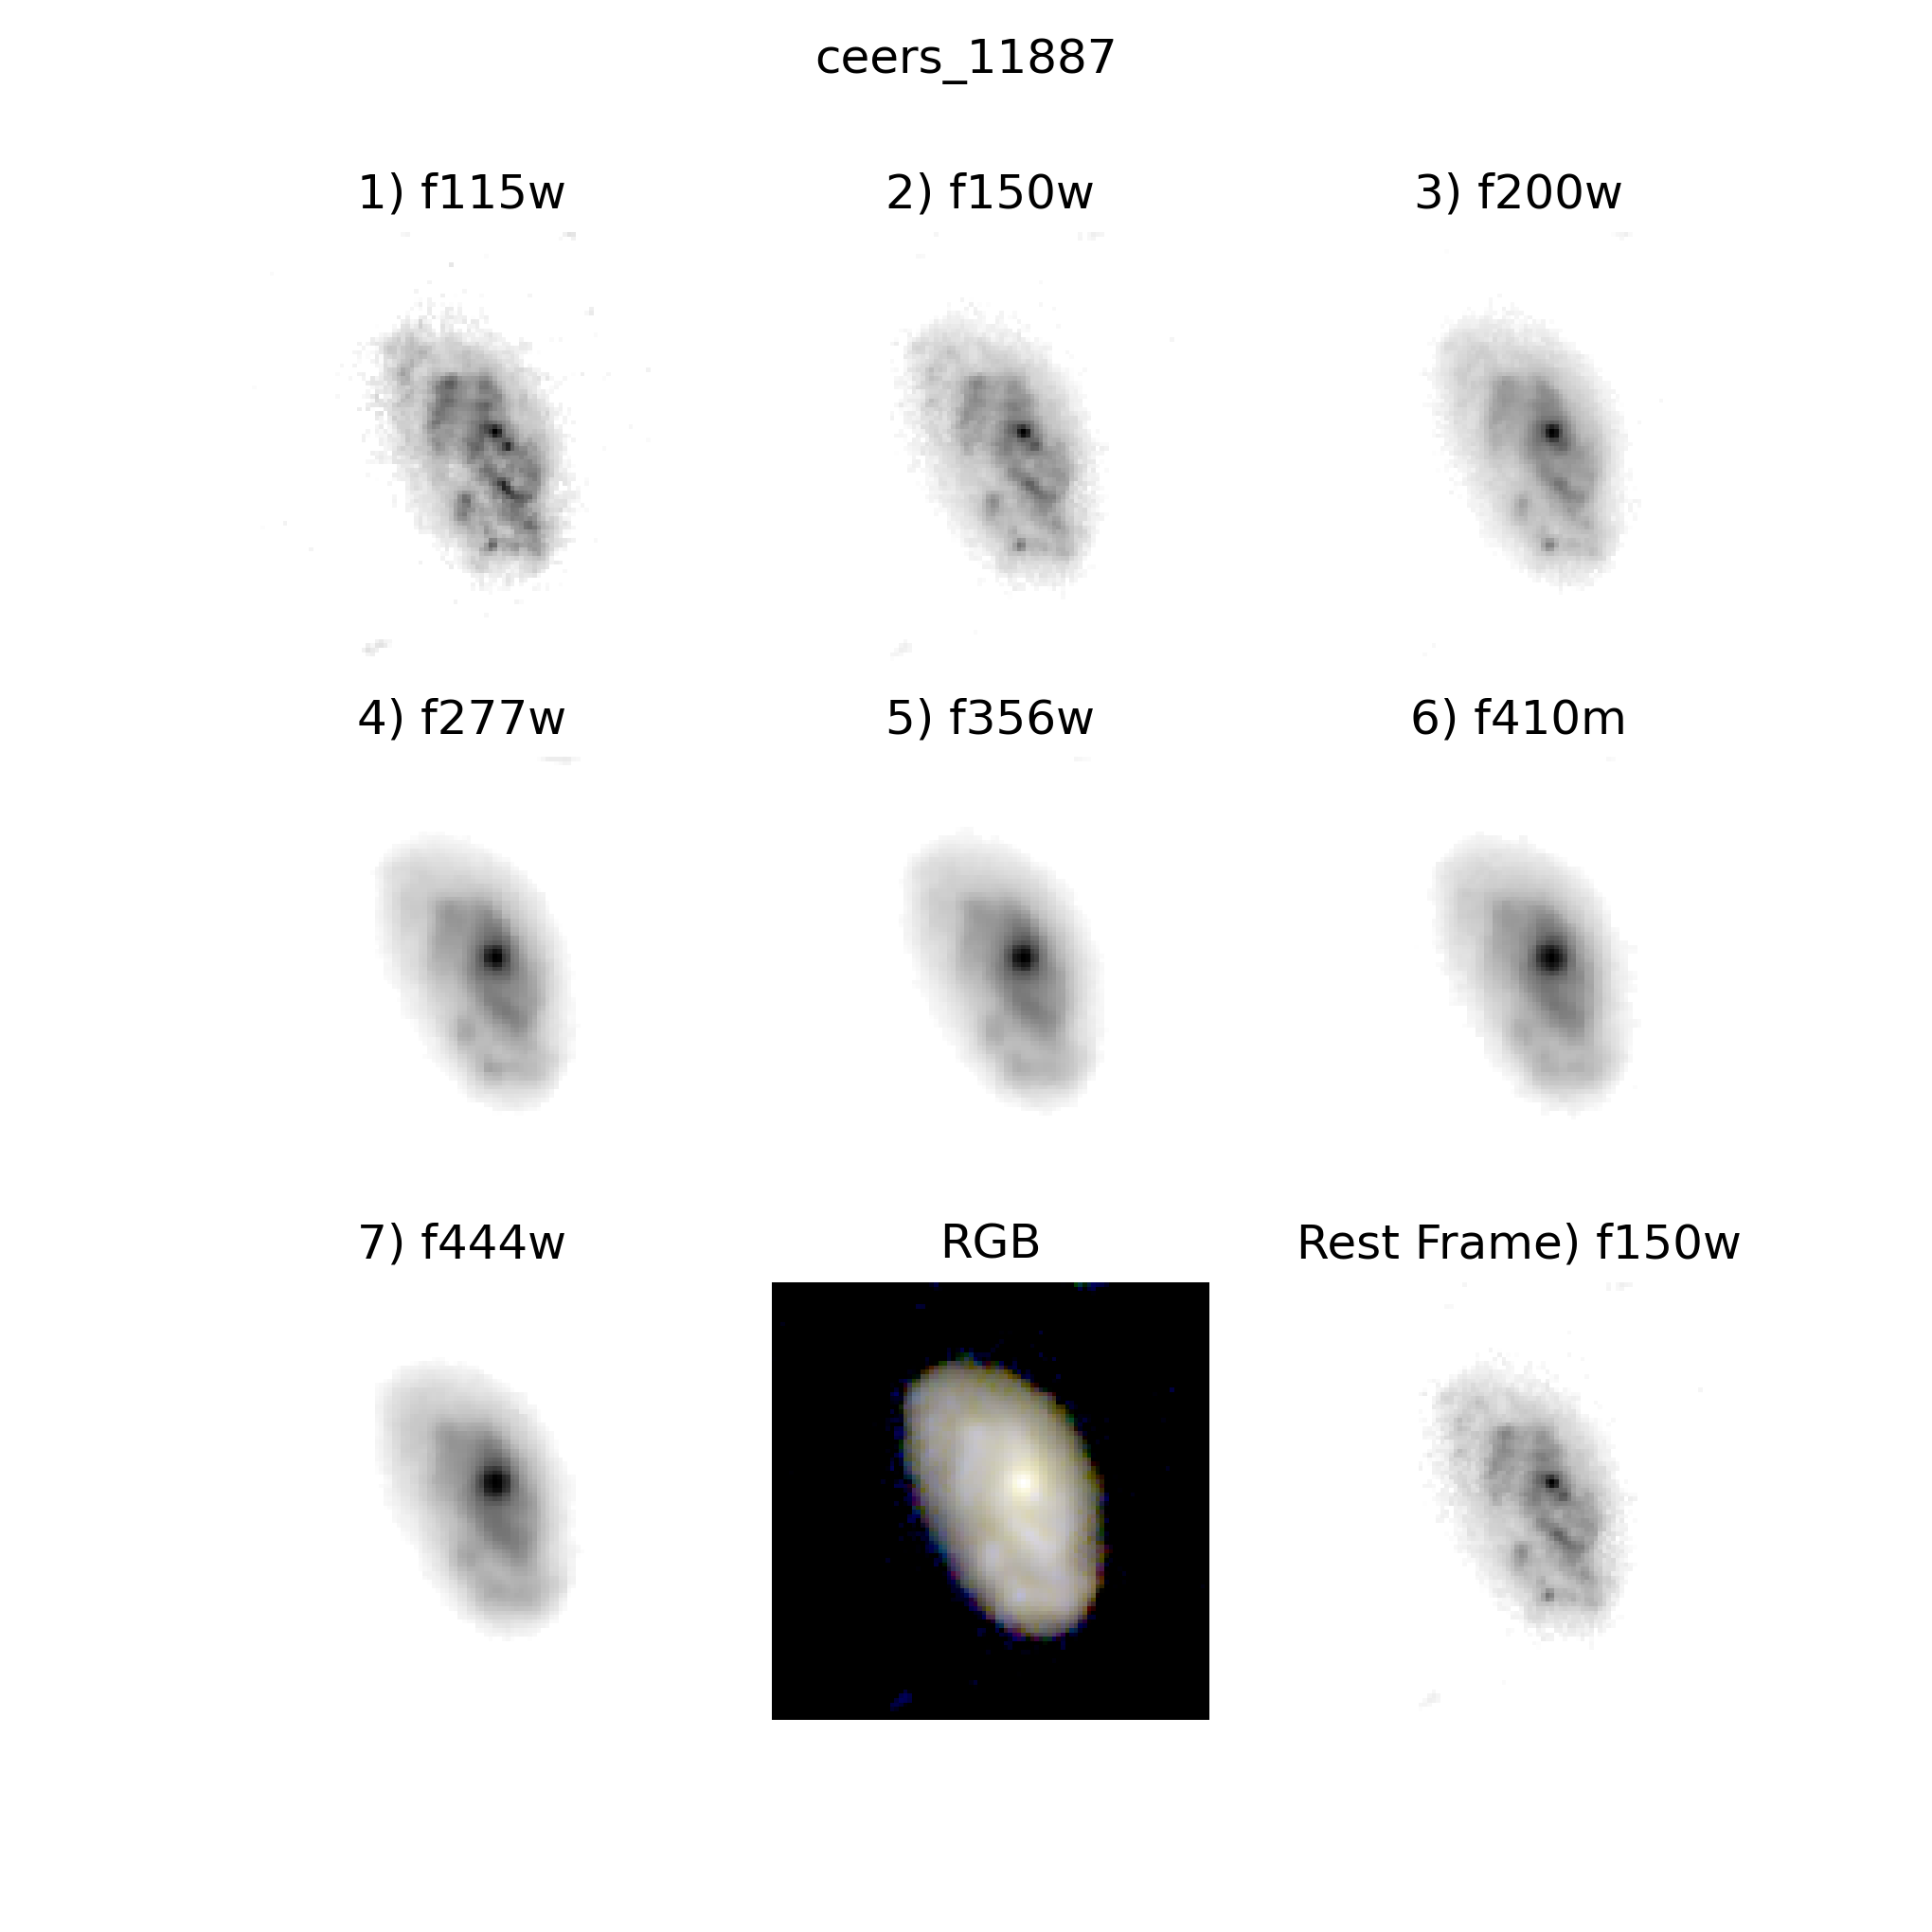 ceers_11887
1) f115w
2) f150w
3) f200w
4) f277w
5) f356w
6) f410m
7) f444w
RGB
Rest Frame) f150w